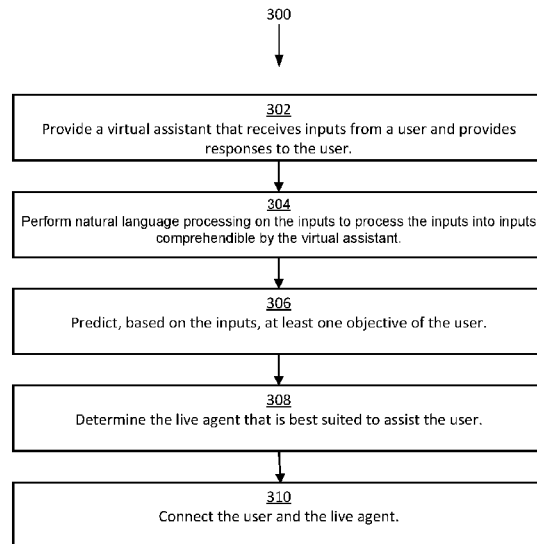 300
302
Provide a virtual assistant that receives inputs from a user and provides
responses to the user.
304
Perform natural language processing on the inputs to process the inputs into inputs
comprehendible by the virtual assistant.
306
Predict, based on the inputs, at least one objective of the user.
308
Determine the live agent that is best suited to assist the user.
310
Connect the user and the live agent.